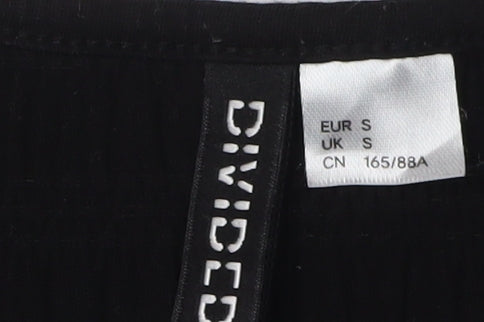 DIVIDED
EUR S
UK S
CN 165/88A